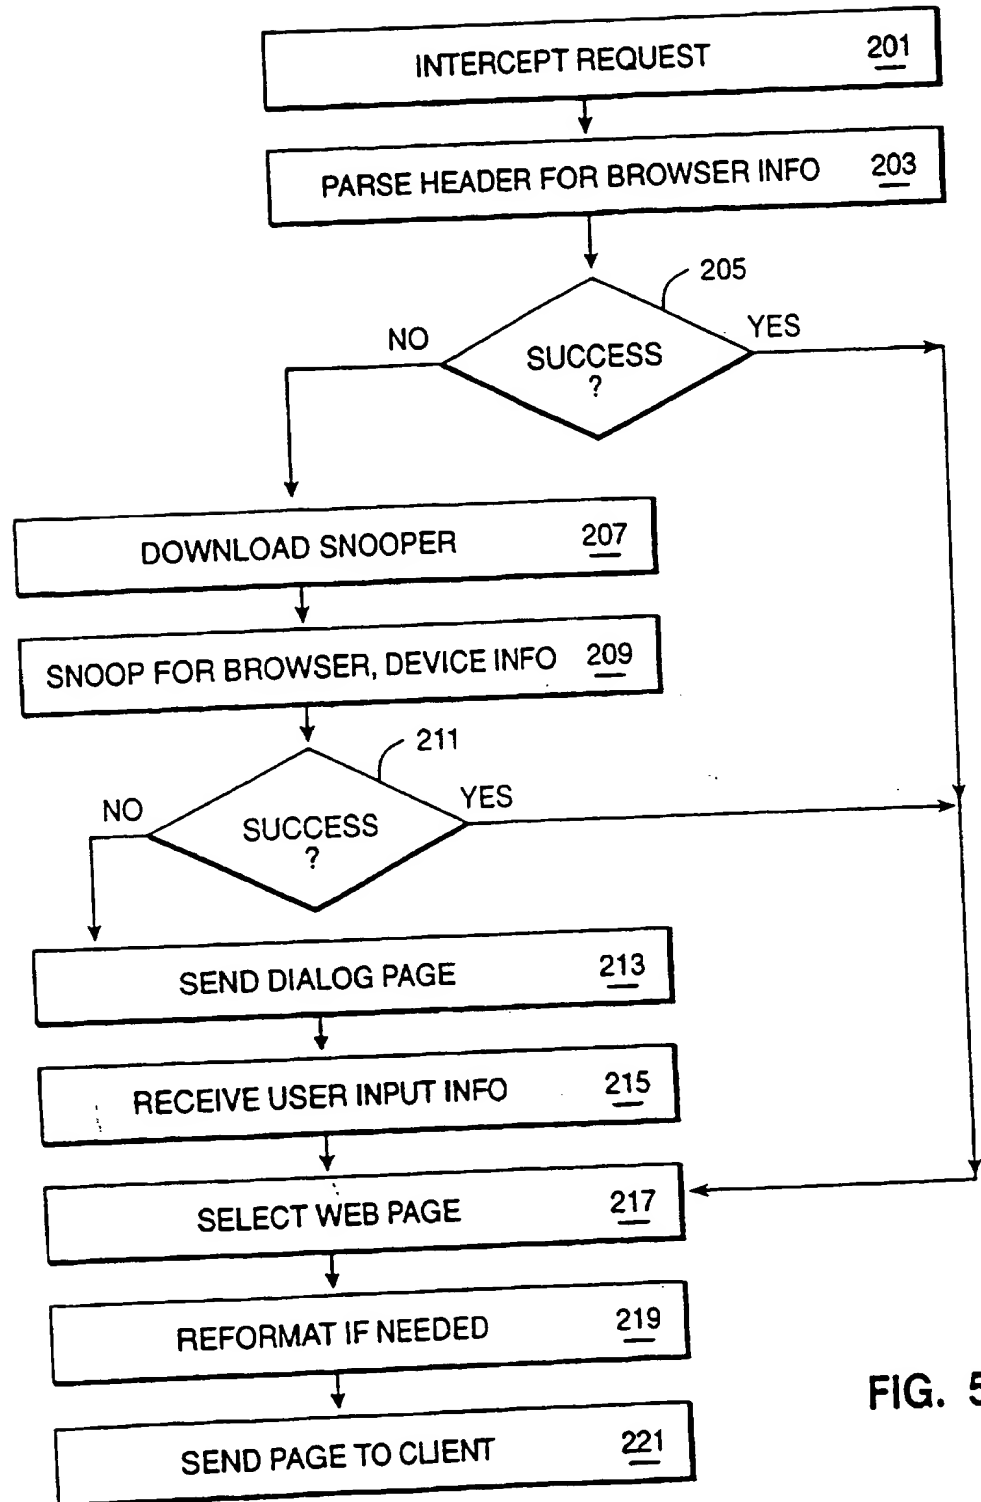 INTERCEPT REQUEST 201
PARSE HEADER FOR BROWSER INFO 203
205
NO
YES
SUCCESS
?
DOWNLOAD SNOOPER 207
SNOOP FOR BROWSER, DEVICE INFO 209
211
NO
YES
SUCCESS
?
SEND DIALOG PAGE 213
RECEIVE USER INPUT INFO 215
SELECT WEB PAGE 217
REFORMAT IF NEEDED 219
FIG. 5
SEND PAGE TO CLIENT 221